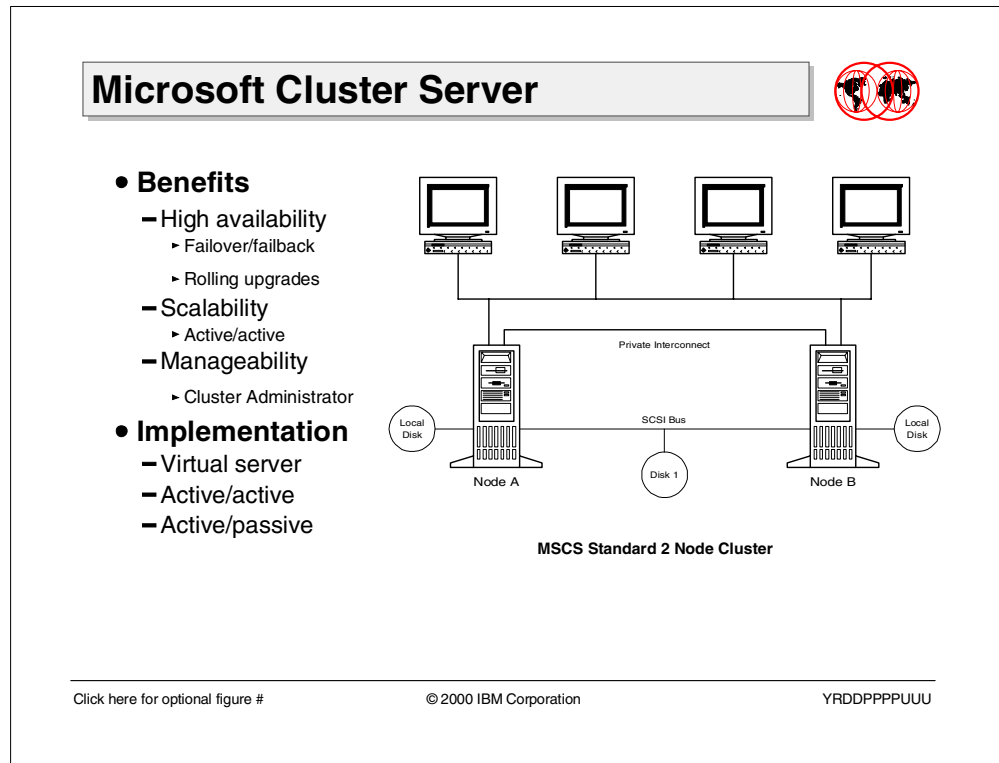 Microsoft Cluster Server
Benefits
High availability
Failover/failback
Rolling upgrades
Scalability
Active/active
Manageability
Cluster Administrator
Implementation
Virtual server
Active/active
Active/passive
Private Interconnect
Local
Disk
SCSI Bus
Local
Disk
Node A
Disk 1
Node B
MSCS Standard 2 Node Cluster
Click here for optional figure #
© 2000 IBM Corporation
YRDDPPPPUUU